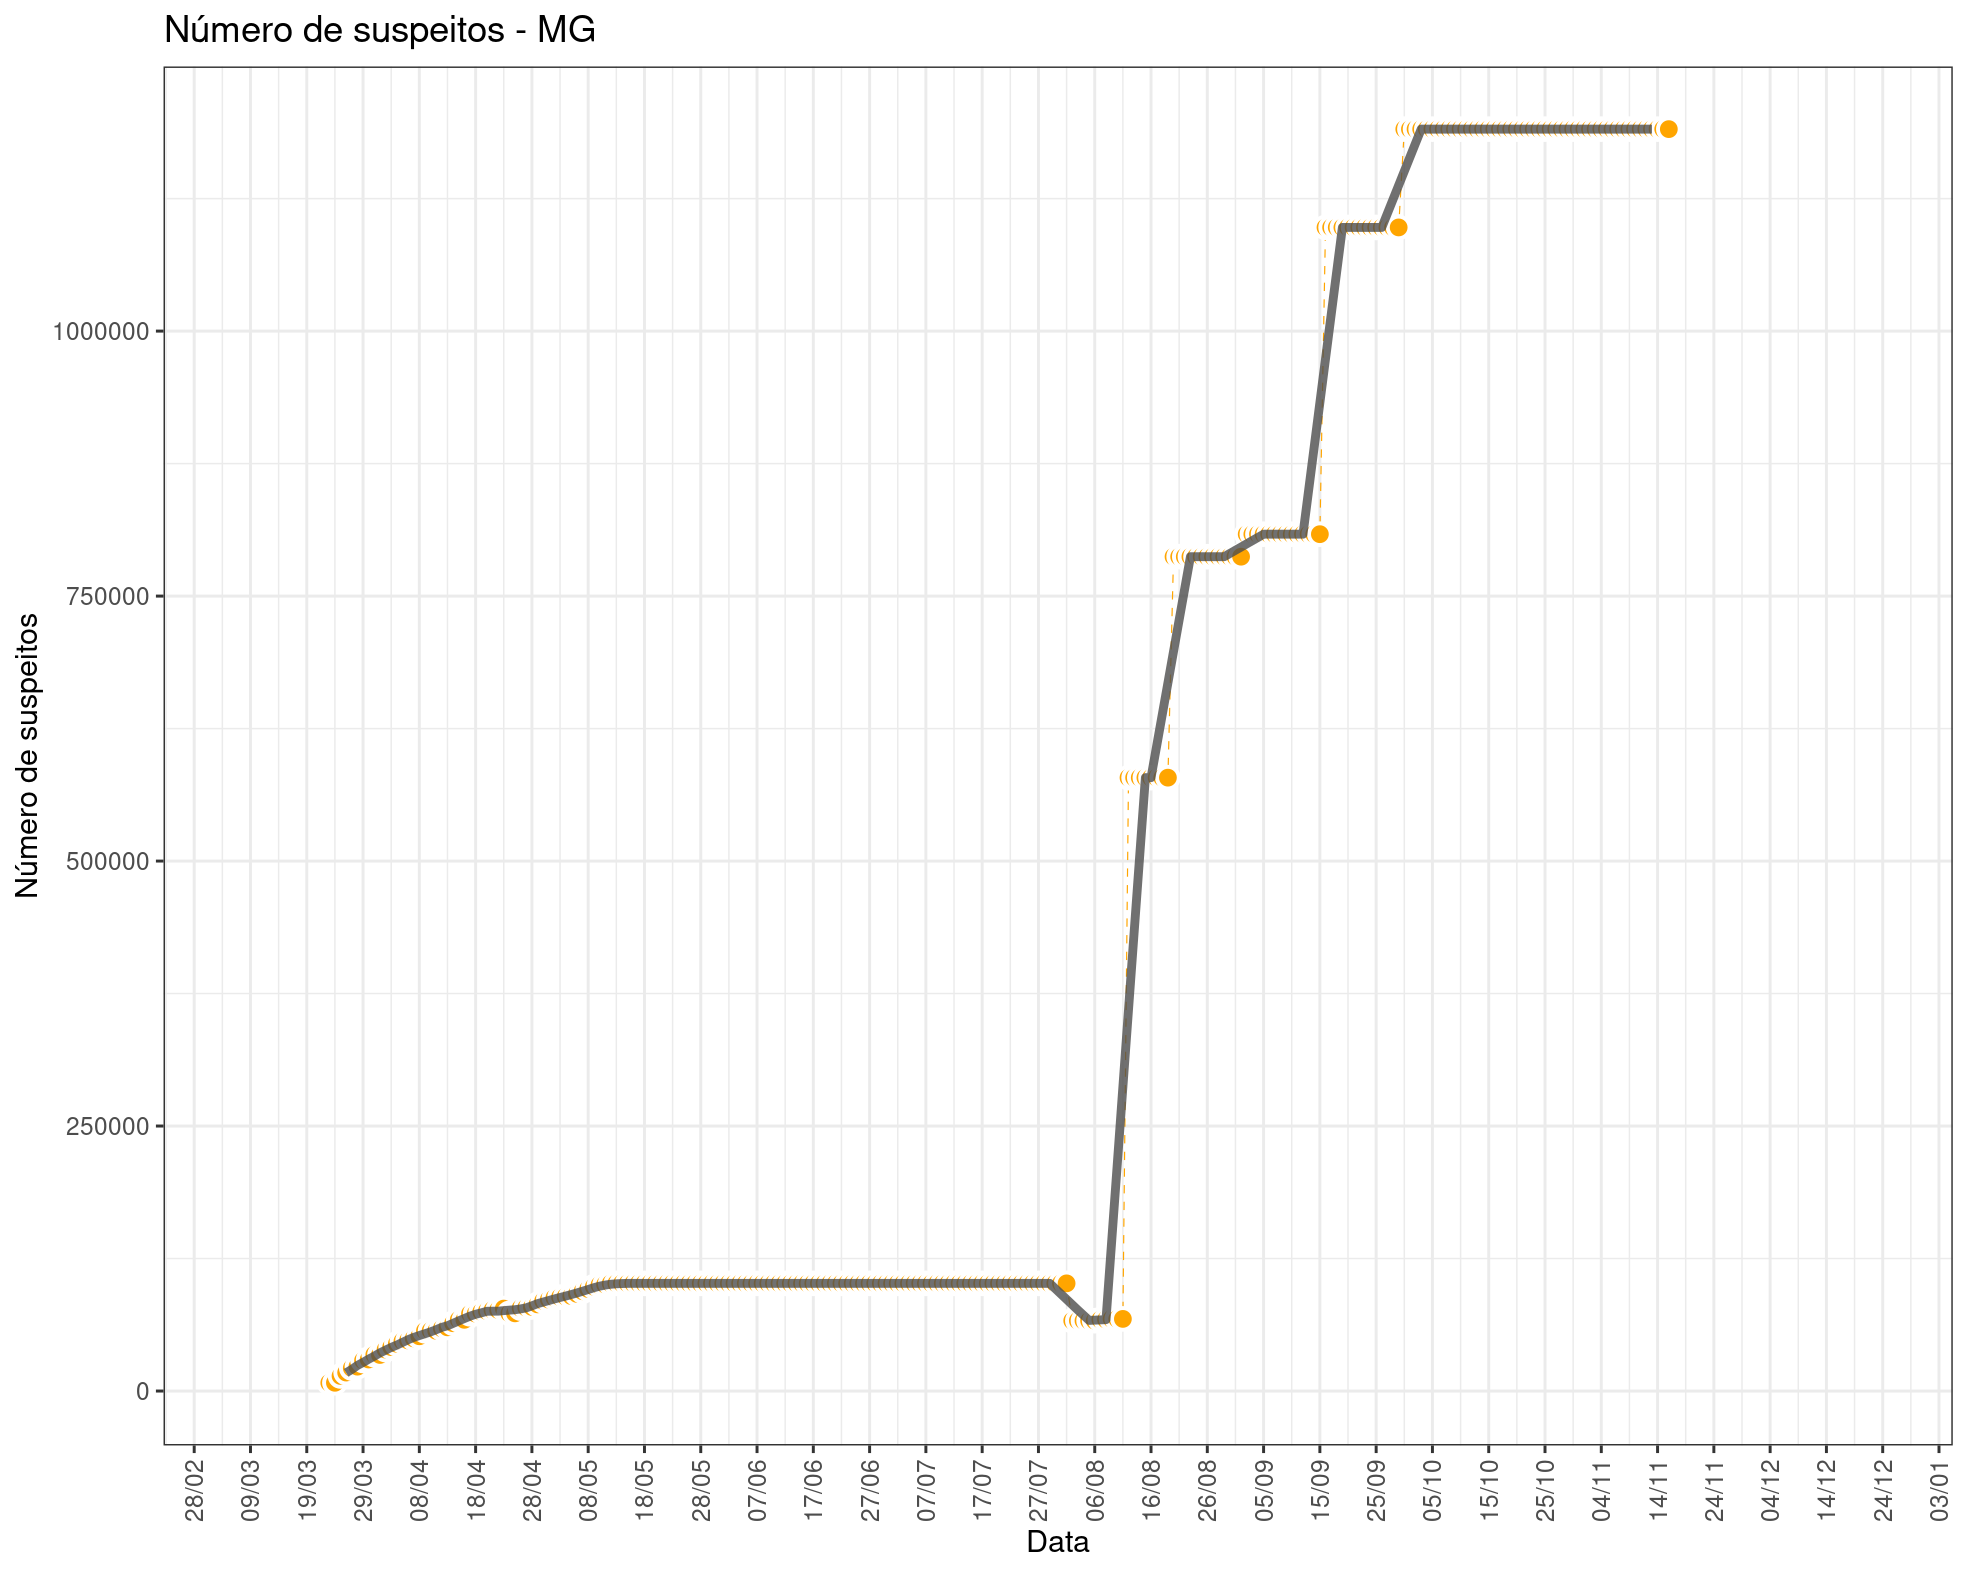 Número de suspeitos - MG
Número de suspeitos
1000000
750000
500000
250000
0
28/02 09/03 19/03 29/03 08/04 18/04 28/04 08/05 18/05 28/05 07/06 17/06 27/06 07/07 17/07 27/07 06/08 16/08 26/08 05/09 15/09 25/09 05/10 15/10 25/10 04/11 14/11 24/11 04/12 14/12 24/12 03/01
Data